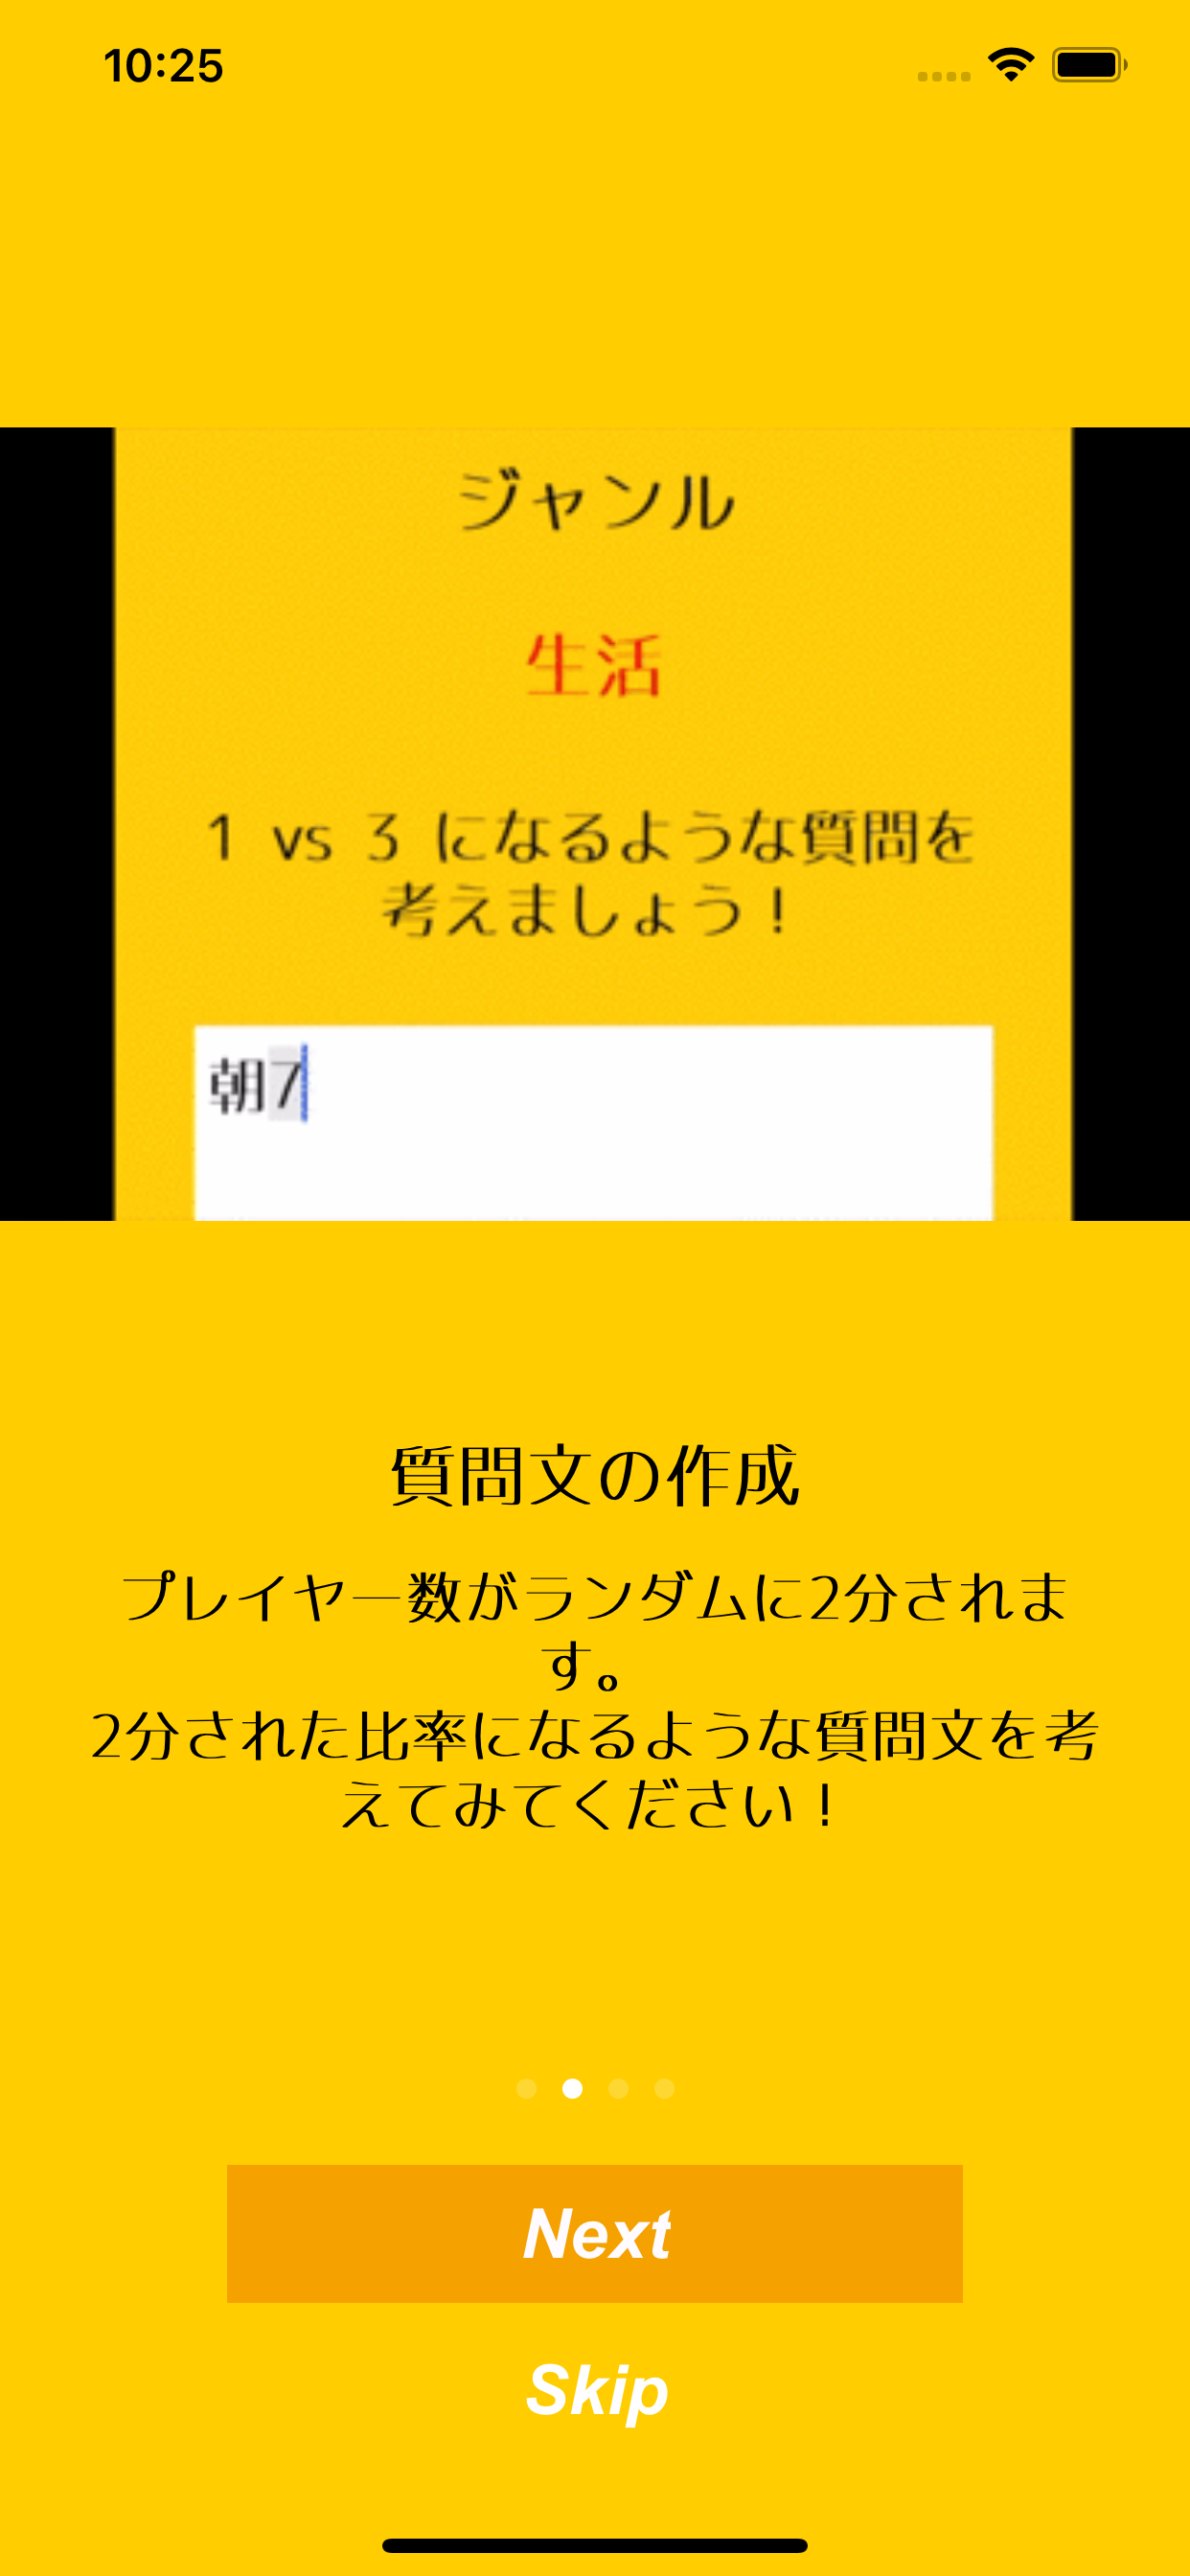 10:25
ジャンル
生活
1 vs 3 になるような質問を
考えましょう！
朝7
質問文の作成
プレイヤー数がランダムに2分されま
す。
2分された比率になるような質問文を考
えてみてください！
Next
Skip